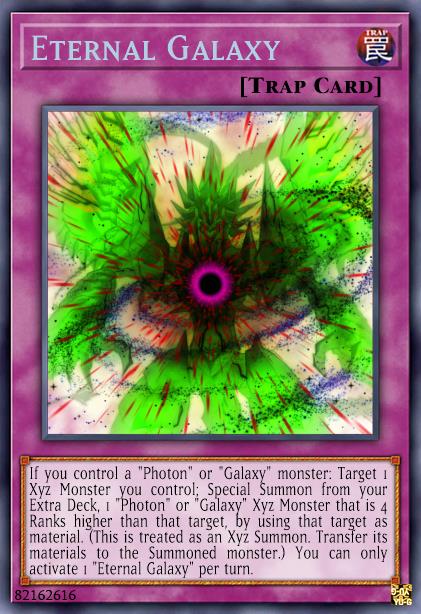 ETERNAL GALAXY
TRAP
罠
[TRAP CARD]
If you control a "Photon" or "Galaxy" monster: Target 1
Xyz Monster you control; Special Summon from your
Extra Deck, 1 "Photon" or "Galaxy" Xyz Monster that is 4
Ranks higher than that target, by using that target as
material. (This is treated as an Xyz Summon. Transfer its
materials to the Summoned monster.) You can only
activate 1 "Eternal Galaxy" per turn.
82162616